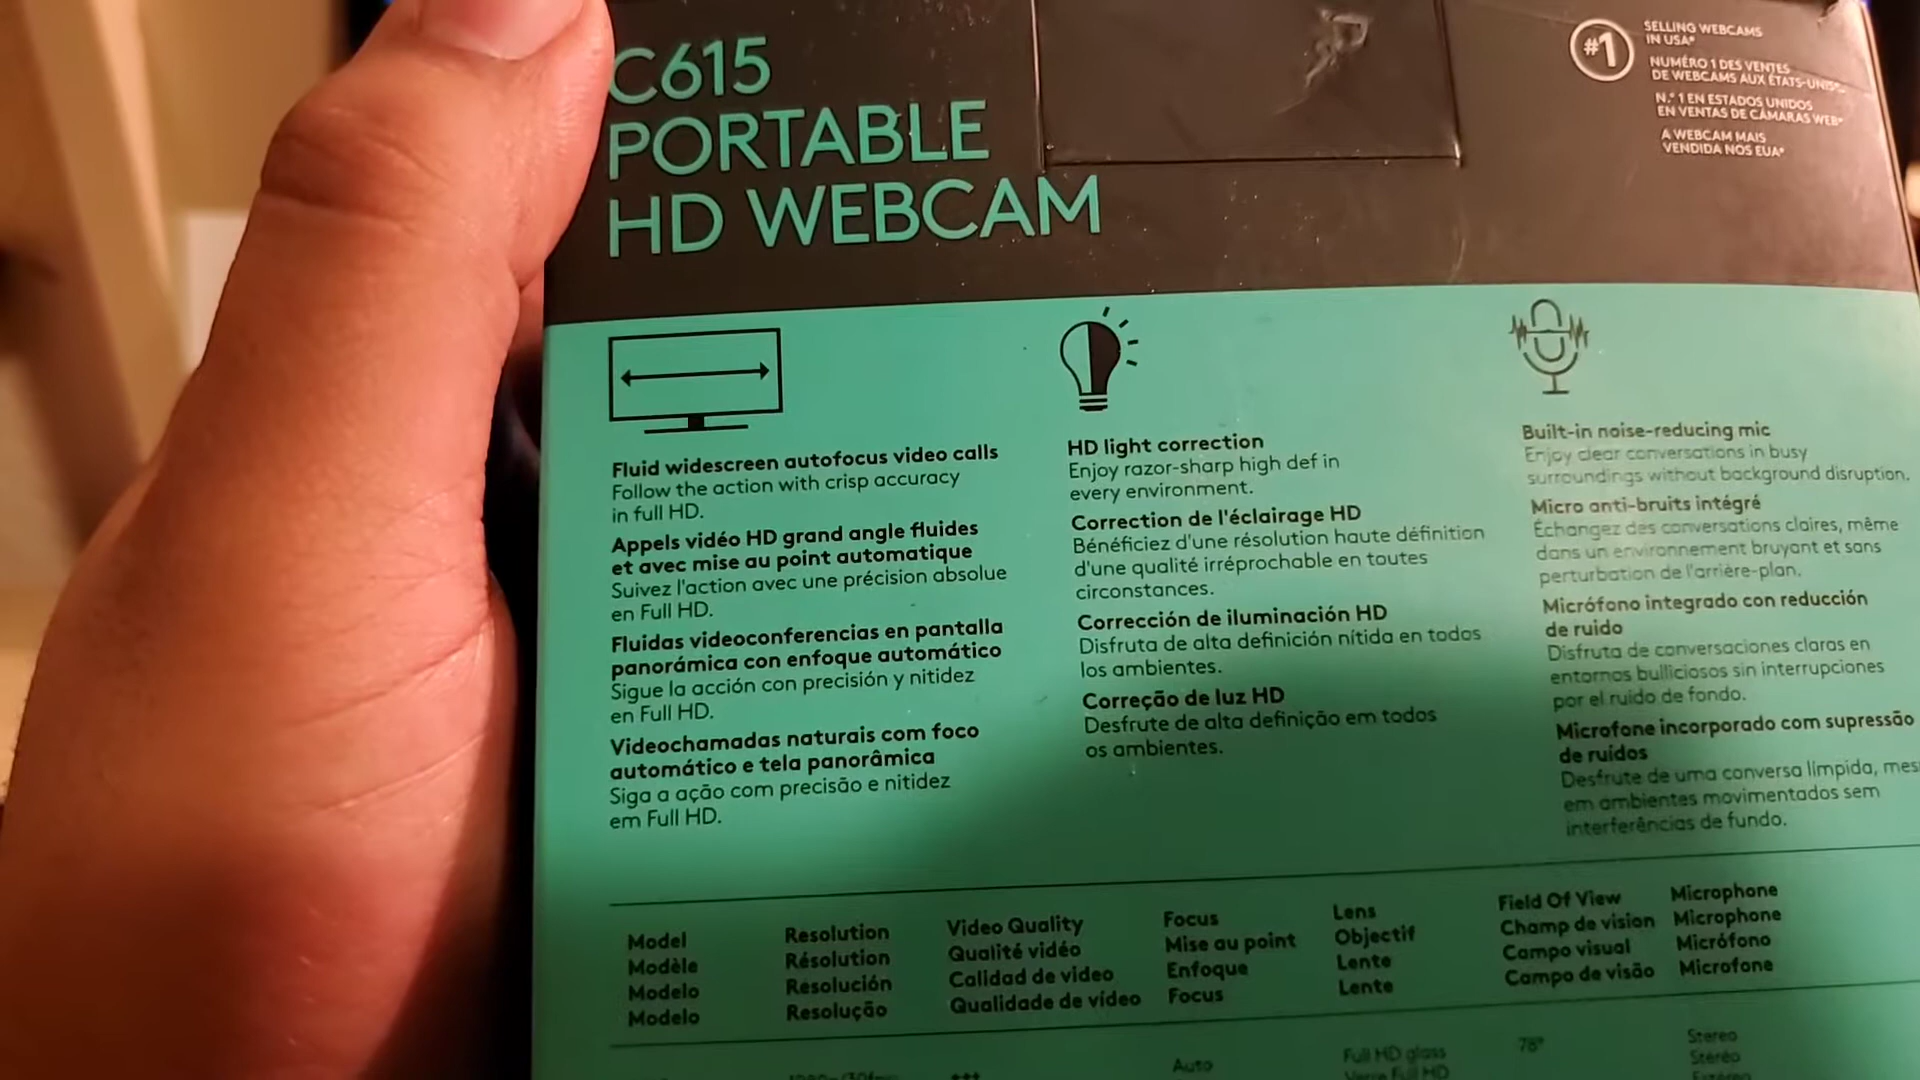 C615
PORTABLE
HD WEBCAM
#1
SELLING WEBCAMS
IN USA*
NUMÉRO 1 DES VENTES
DE WEBCAMS AUX ÉTATS-UNIS*
N.° 1 EN ESTADOS UNIDOS
EN VENTAS DE CÁMARAS WEB*
A WEBCAM MAIS
VENDIDA NOS EUA*
Fluid widescreen autofocus video calls
Follow the action with crisp accuracy
in full HD.
Appels vidéo HD grand angle fluides
et avec mise au point automatique
Suivez l'action avec une précision absolue
en Full HD.
Fluidas videoconferencias en pantalla
panorámica con enfoque automático
Sigue la acción con precisión y nitidez
en Full HD.
Videochamadas naturais com foco
automático e tela panorâmica
Siga a ação com precisão e nitidez
em Full HD.
HD light correction
Enjoy razor-sharp high def in
every environment.
Correction de l'éclairage HD
Bénéficiez d'une résolution haute définition
d'une qualité irréprochable en toutes
circonstances.
Corrección de iluminación HD
Disfruta de alta definición nítida en todos
los ambientes.
Correção de luz HD
Desfrute de alta definição em todos
os ambientes.
Built-in noise-reducing mic
Enjoy clear conversations in busy
surroundings without background disruption.
Micro anti-bruits intégré
Échangez des conversations claires, même
dans un environnement bruyant et sans
perturbation de l'arrière-plan.
Micrófono integrado con reducción
de ruido
Disfruta de conversaciones claras en
entornos bulliciosos sin interrupciones
por el ruido de fondo.
Microfone incorporado com supressão
de ruídos
Desfrute de uma conversa límpida, mes
em ambientes movimentados sem
interferências de fundo.
Model Resolution Video Quality Focus Lens Field Of View Microphone
Modèle Résolution Qualité vidéo Mise au point Objectif Champ de vision Microphone
Modelo Resolución Calidad de video Enfoque Lente Campo visual Micrófono
Modelo Resolução Qualidade de vídeo Focus Lente Campo de visão Microfone
Auto Full HD glass 78° Stereo
Verre Full HD Stéréo